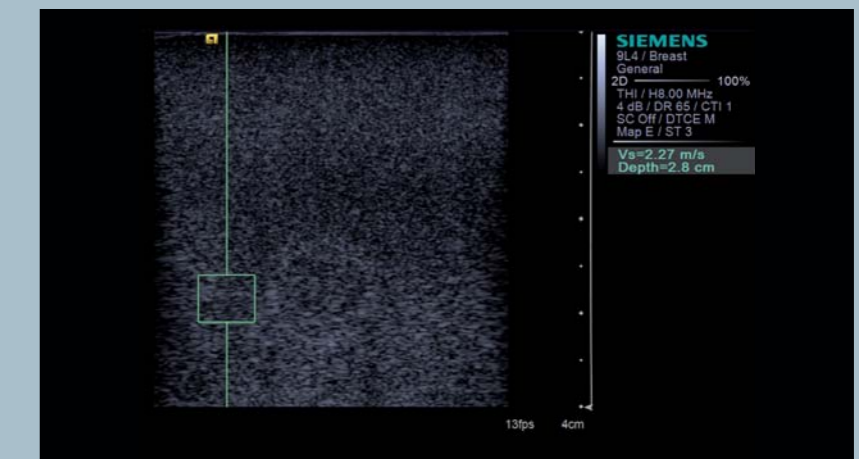 SIEMENS
9L4 / Breast
General
2D 100%
THI / H8.00 MHz
4 dB / DR 65 / CTI 1
SC Off / DTCE M
Map E / ST 3
Vs=2.27 m/s
Depth=2.8 cm
13fps 4cm